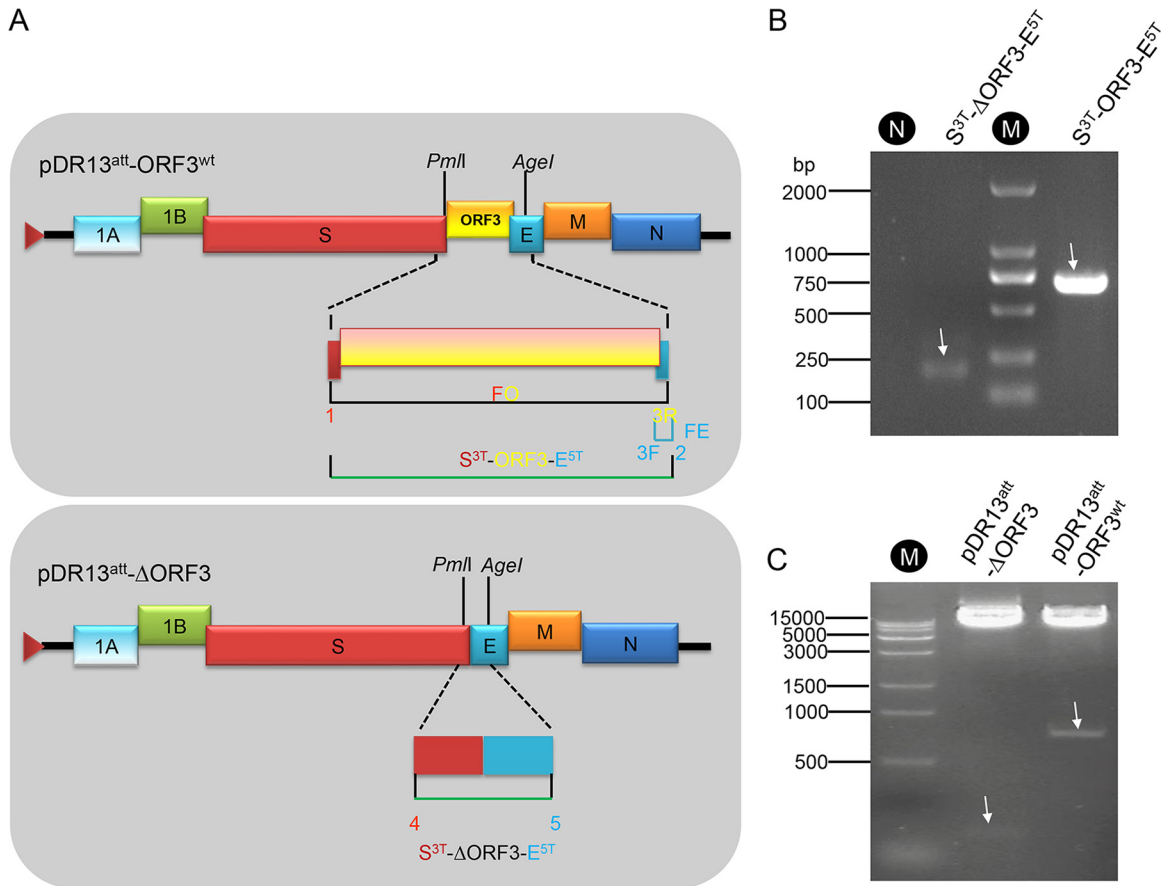 A
pDR13att-ORF3wt
PmlI
AgeI
1A
1B
S
ORF3
E
M
N
FO
1
3R
FE
3F
2
S3T-ORF3-E5T
pDR13att-ΔORF3
PmlI
AgeI
1A
1B
S
E
M
N
4
5
S3T-ΔORF3-E5T
B
N
S3T-ΔORF3-E5T
M
S3T-ORF3-E5T
bp
2000
1000
750
500
250
100
C
M
pDR13att
-ΔORF3
pDR13att
-ORF3wt
15000
5000
3000
1500
1000
500